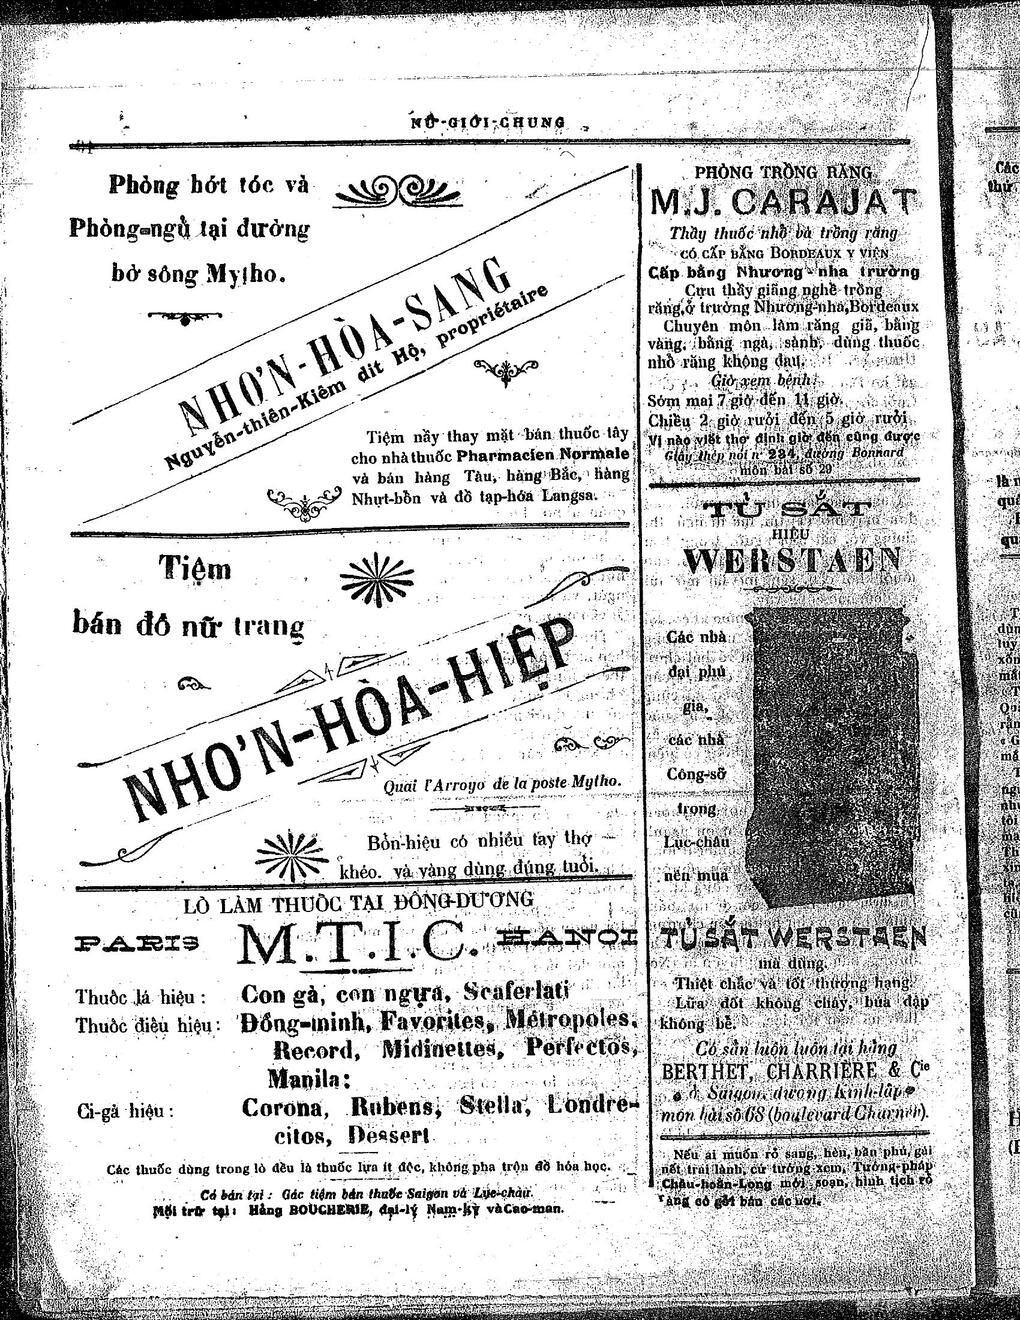 NỮ-GIỚI-CHUNG
Phòng hớt tóc và
Phòng-ngủ tại đường
bờ sông Mytho.
NHƠN-HÒA-SANG
Nguyễn-thiên-Kiêm dit Hộ, propriétaire
Tiệm nầy thay mặt bán thuốc tây
cho nhà thuốc Pharmacien Normale
và bán hàng Tàu, hàng Bắc, hàng
Nhựt-bổn và đồ tạp-hóa Langsa.
Tiệm
bán đồ nữ trang
NHƠN-HÒA-HIỆP
Quai l'Arroyo de la poste Mytho.
Bổn-hiệu có nhiều tay thợ
khéo. và vàng dùng đúng tuổi.
LÒ LÀM THUỐC TẠI ĐÔNG-DƯƠNG
PARIS M.T.I.C. HANOI
Thuốc lá hiệu : Con gà, con ngựa, Scaferlati
Thuốc điếu hiệu : Đồng-minh, Favorites, Métropoles,
Record, Midinettes, Perfectos,
Manila;
Ci-gà hiệu : Corona, Rubens, Stella, Londre-
citos, Dessert
Các thuốc dùng trong lò đều là thuốc lựa ít độc, không pha trộn đồ hóa học.
Có bán tại : Các tiệm bán thuốc Saigon và Lục-châu.
Mối trữ tại : Hảng BOUCHERIE, đại-lý Nam-kỳ và Cao-man.
PHÒNG TRỒNG RĂNG
M.J. CARAJAT
Thầy thuốc nhổ và trồng răng
CÓ CẤP BẰNG BORDEAUX Y VIỆN
Cấp bằng Nhương-nha trường
Cựu thầy giảng nghề trồng
răng, ở trường Nhương-nha, Bordeaux
Chuyên môn làm răng giả, bằng
vàng, bằng ngà, sành, dùng thuốc
nhổ răng không đau.
Giờ xem bệnh:
Sớm mai 7 giờ đến 11 giờ.
Chiều 2 giờ rưởi đến 5 giờ rưởi
Vị nào viết thơ định giờ đến cũng được
Giây thép nói n° 234, đường Bonnard
môn bài số 29
TỦ SẮT
HIỆU
WERSTAEN
Các nhà
đại phú
gia,
các nhà
Công-sở
trong
Lục-châu
nên mua
TỦ SẮT WERSTAEN
mà dùng.
Thiệt chắc và tốt thượng hạng.
Lửa đốt không cháy, búa đập
không bể.
Có sẳn luôn luôn tại hảng
BERTHET, CHARRIÈRE & Cie
ở Saigon, đường Kinh-lấp
môn bài số 68 (boulevard Charner).
Nếu ai muốn rỏ sang, hèn, bần phú, gái
nết trai lành, cứ tướng xem, Tướng-pháp
Châu-hoàn-Long mới soạn, hình tịch rỏ
ràng có gởi bán các nơi.